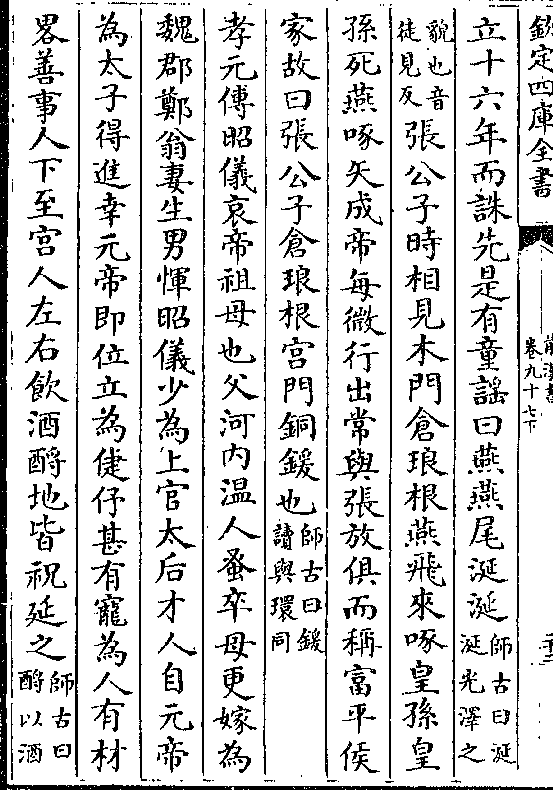 欽定四庫全書
前漢書
卷九十七下
立十六年而誅先是有童謡曰燕燕尾涎涎師古曰涎涎光澤之
貌也音徒見反張公子時相見木門倉琅根燕飛來啄皇孫皇
孫死燕啄矢成帝每微行出常與張放俱而稱富平侯
家故曰張公子倉琅根宫門銅鍰也師古曰鍰讀與環同
孝元傅昭儀哀帝祖母也父河内温人蚤卒母更嫁為
魏郡鄭翁妻生男惲昭儀少為上官太后才人自元帝
為太子得進幸元帝即位立為倢伃甚有寵為人有材
畧善事人下至宫人左右飲酒酹地皆祝延之師古曰酹以酒